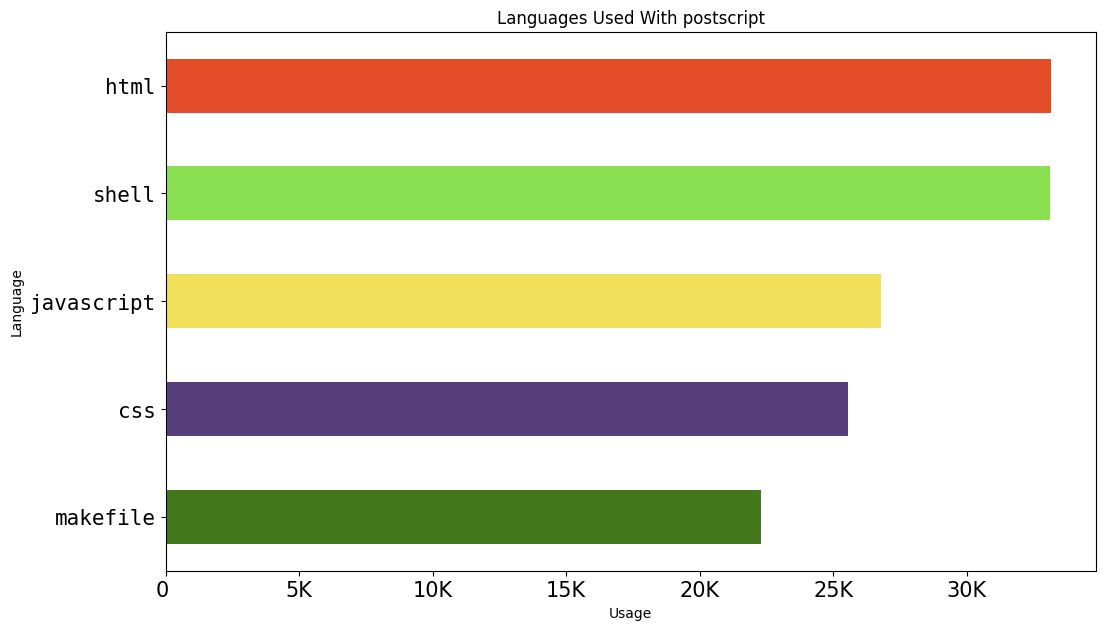 Languages Used With postscript
html
shell
javascript
css
makefile
Language
0 5K 10K 15K 20K 25K 30K
Usage